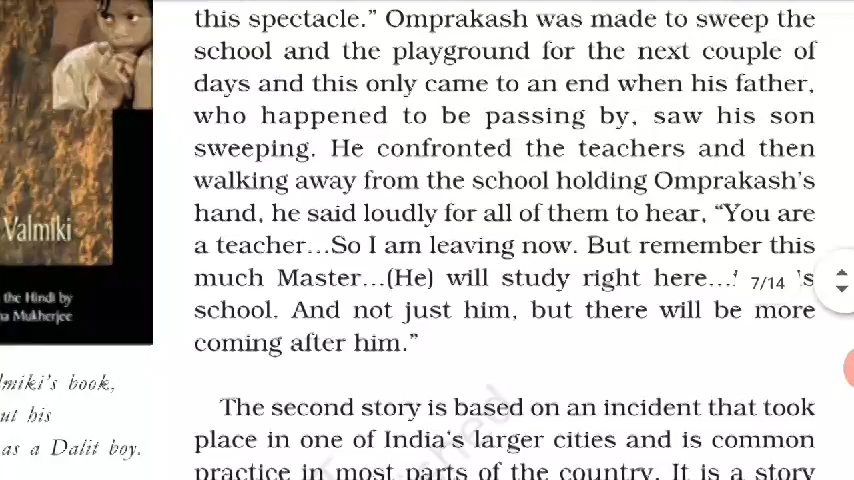 this spectacle.” Omprakash was made to sweep the
school and the playground for the next couple of
days and this only came to an end when his father,
who happened to be passing by, saw his son
sweeping. He confronted the teachers and then
walking away from the school holding Omprakash’s
hand, he said loudly for all of them to hear, “You are
a teacher...So I am leaving now. But remember this
much Master...(He) will study right here...
school. And not just him, but there will be more
coming after him.”
The second story is based on an incident that took
place in one of India’s larger cities and is common
practice in most parts of the country. It is a story
7/14
Valmiki
the Hindi by
Mukherjee
book,
his
as a Dalit boy.